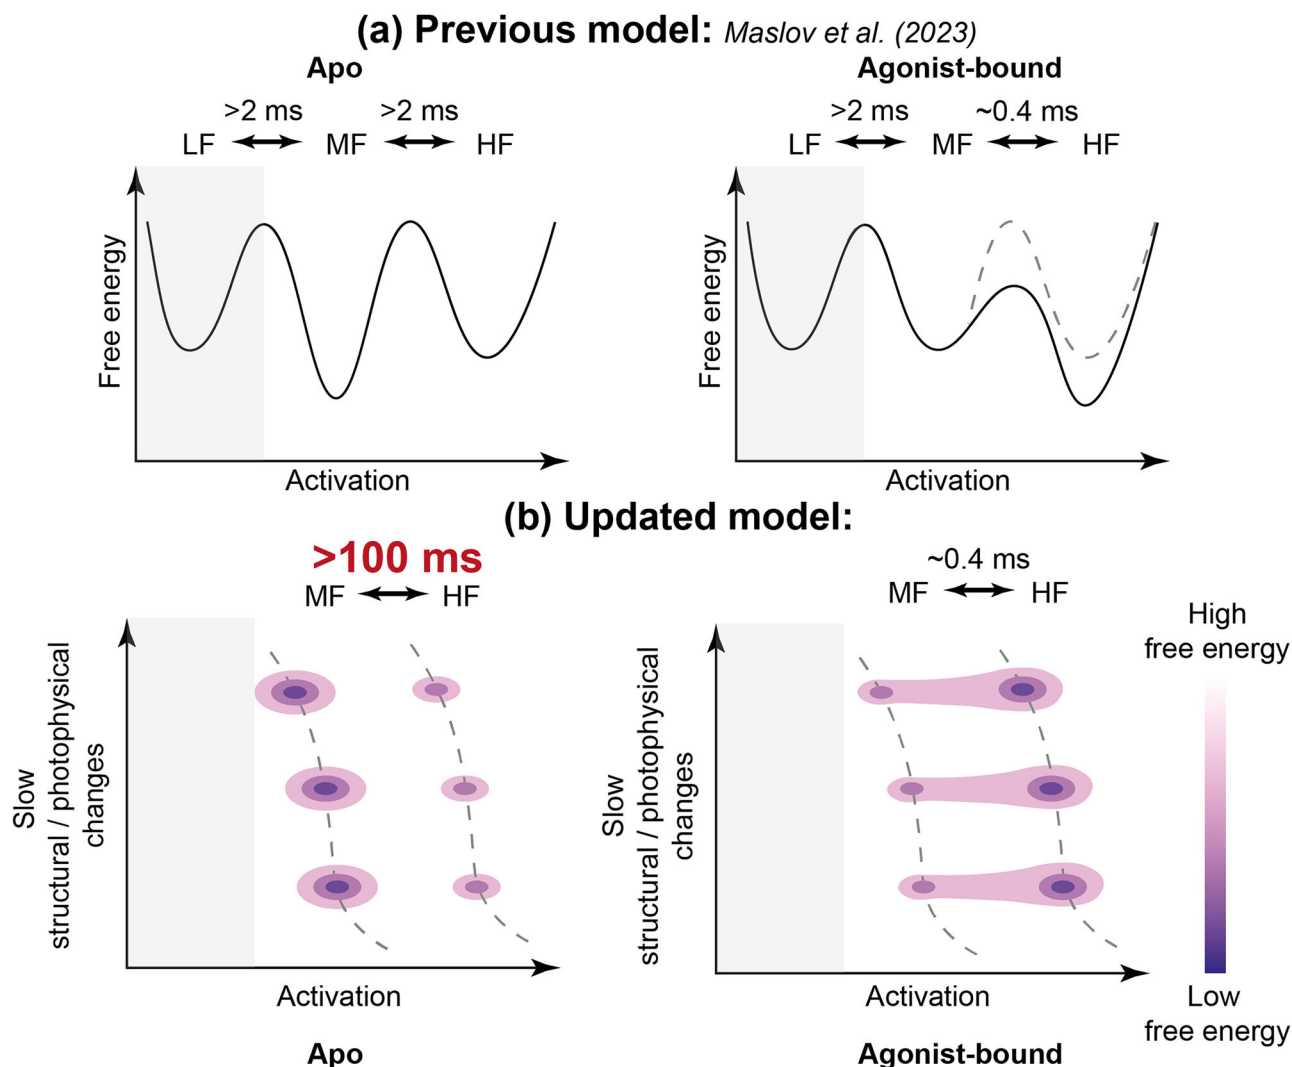 (a) Previous model: Maslov et al. (2023)
Apo
>2 ms >2 ms
LF MF HF
Free energy
Activation
Agonist-bound
>2 ms ~0.4 ms
LF MF HF
Free energy
Activation
(b) Updated model:
>100 ms
MF HF
Slow
structural / photophysical
changes
Activation
Apo
~0.4 ms
MF HF
Slow
structural / photophysical
changes
Activation
Agonist-bound
High
free energy
Low
free energy